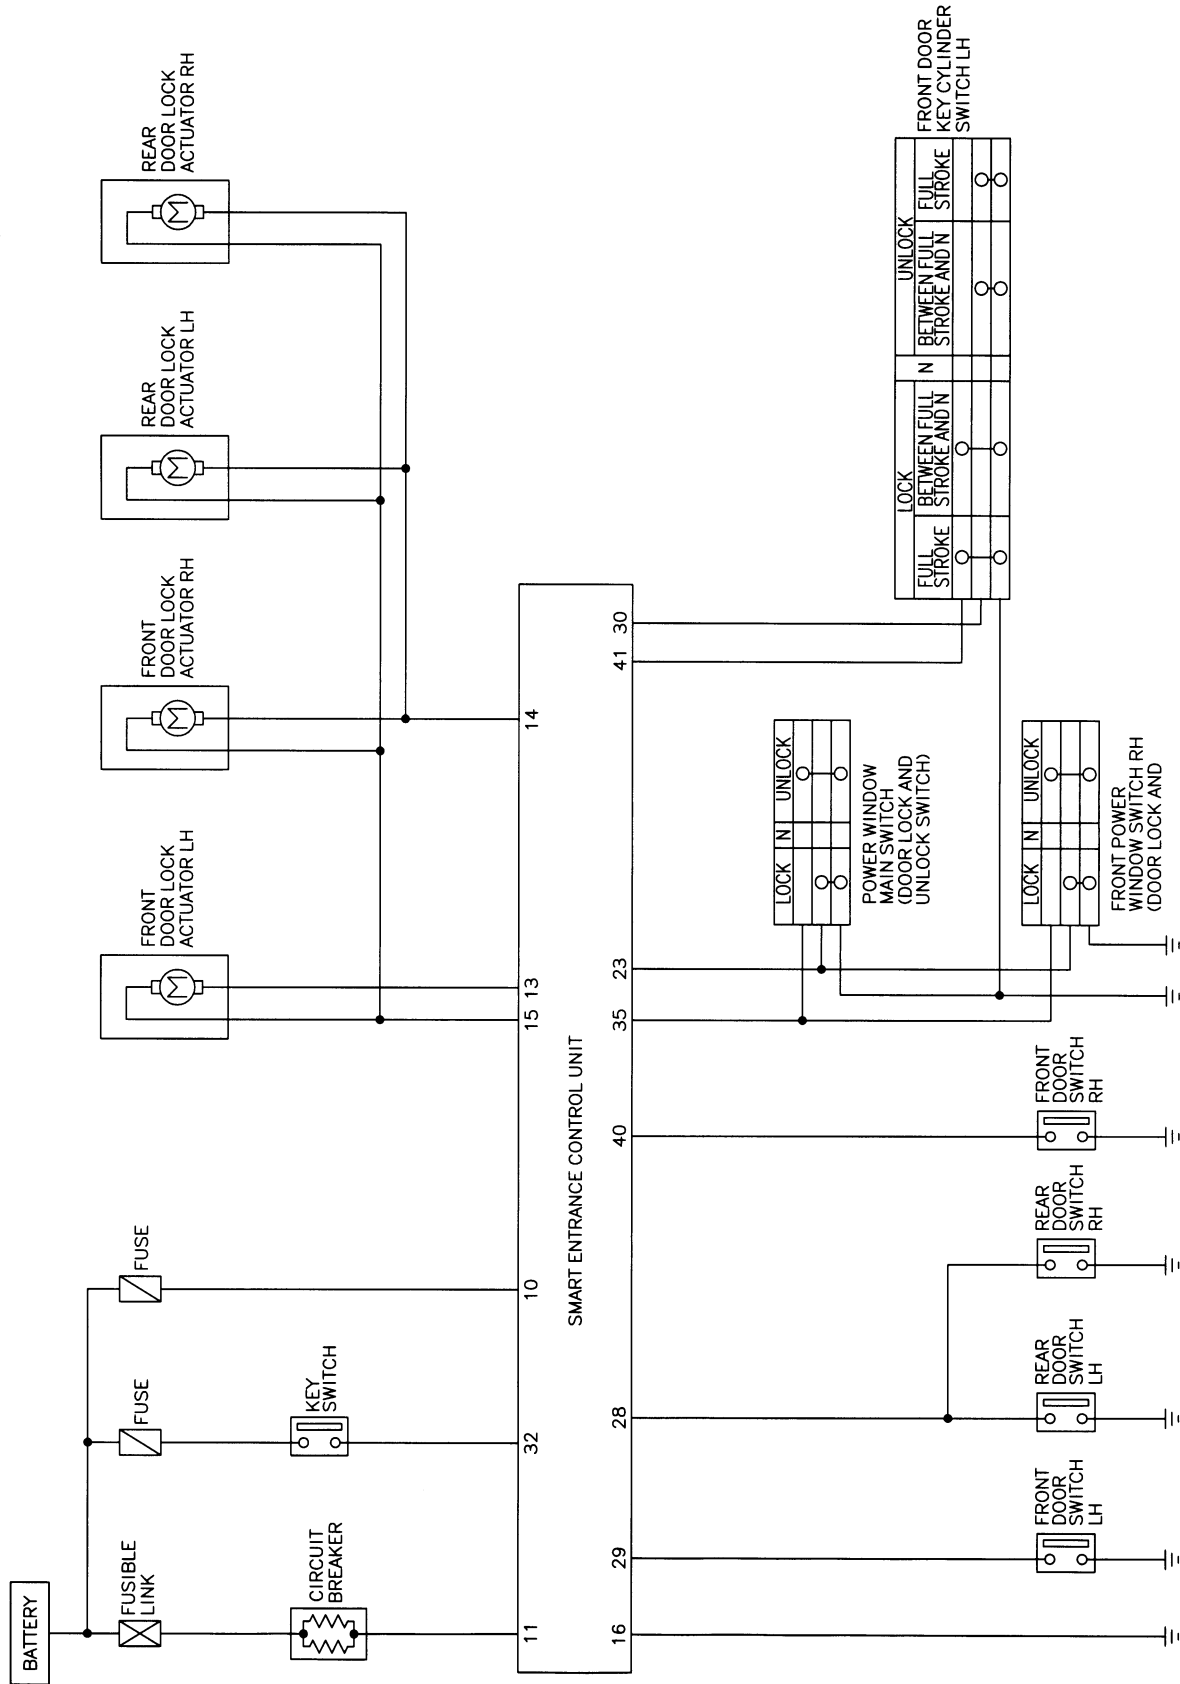 BATTERY
FUSIBLE
LINK
FUSE
FUSE
CIRCUIT
BREAKER
KEY
SWITCH
FRONT
DOOR LOCK
ACTUATOR LH
FRONT
DOOR LOCK
ACTUATOR RH
REAR
DOOR LOCK
ACTUATOR LH
REAR
DOOR LOCK
ACTUATOR RH
M
M
M
M
11
32
10
15
13
14
SMART ENTRANCE CONTROL UNIT
16
29
28
40
35
23
41
30
LOCK
N
UNLOCK
POWER WINDOW
MAIN SWITCH
(DOOR LOCK AND
UNLOCK SWITCH)
LOCK
UNLOCK
FULL
STROKE
BETWEEN FULL
STROKE AND N
N
BETWEEN FULL
STROKE AND N
FULL
STROKE
FRONT DOOR
KEY CYLINDER
SWITCH LH
FRONT
DOOR
SWITCH
LH
REAR
DOOR
SWITCH
LH
REAR
DOOR
SWITCH
RH
FRONT
DOOR
SWITCH
RH
LOCK
N
UNLOCK
FRONT POWER
WINDOW SWITCH RH
(DOOR LOCK AND